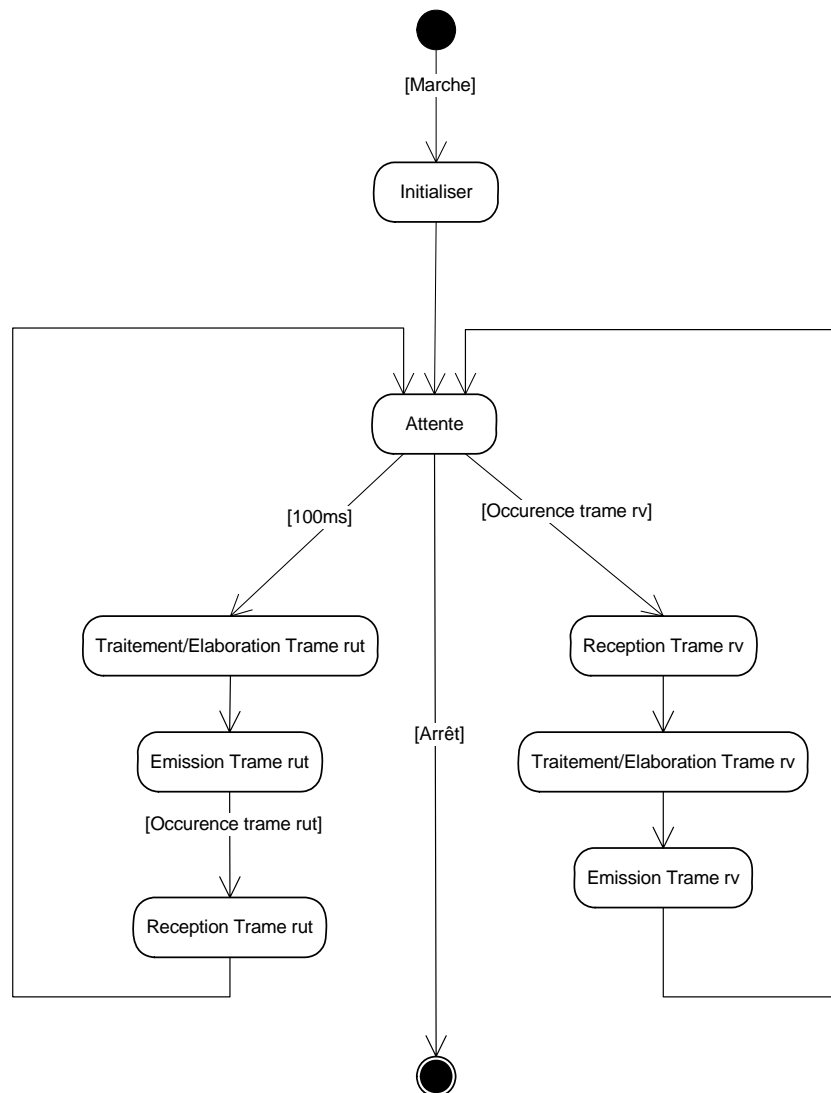 [Marche]
Initialiser
Attente
[100ms]
[Occurence trame rv]
Traitement/Elaboration Trame rut
Reception Trame rv
[Arrêt]
Emission Trame rut
Traitement/Elaboration Trame rv
[Occurence trame rut]
Emission Trame rv
Reception Trame rut